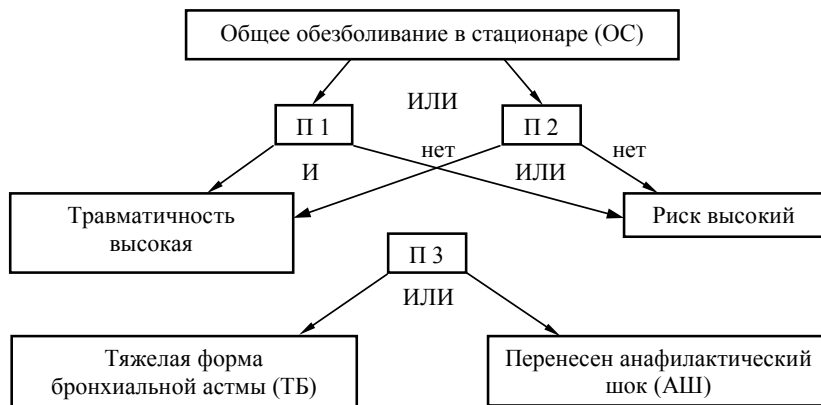 Общее обезболивание в стационаре (ОС)
ИЛИ
П 1
П 2
нет
нет
И
ИЛИ
Травматичность
высокая
Риск высокий
П 3
ИЛИ
Тяжелая форма
бронхиальной астмы (ТБ)
Перенесен анафилактический
шок (АШ)